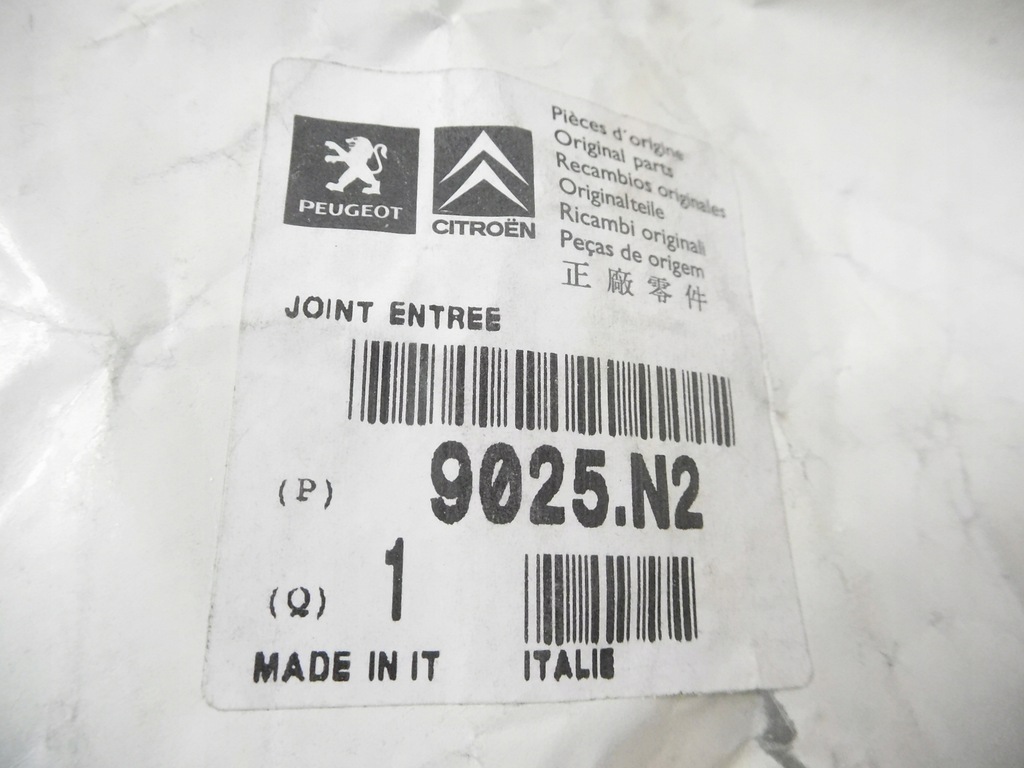 PEUGEOT
CITROËN
Pièces d'origine
Original parts
Recambios originales
Originalteile
Ricambi originali
Peças de origem
正廠零件
JOINT ENTREE
(P) 9025.N2
(Q) 1
MADE IN IT ITALIE